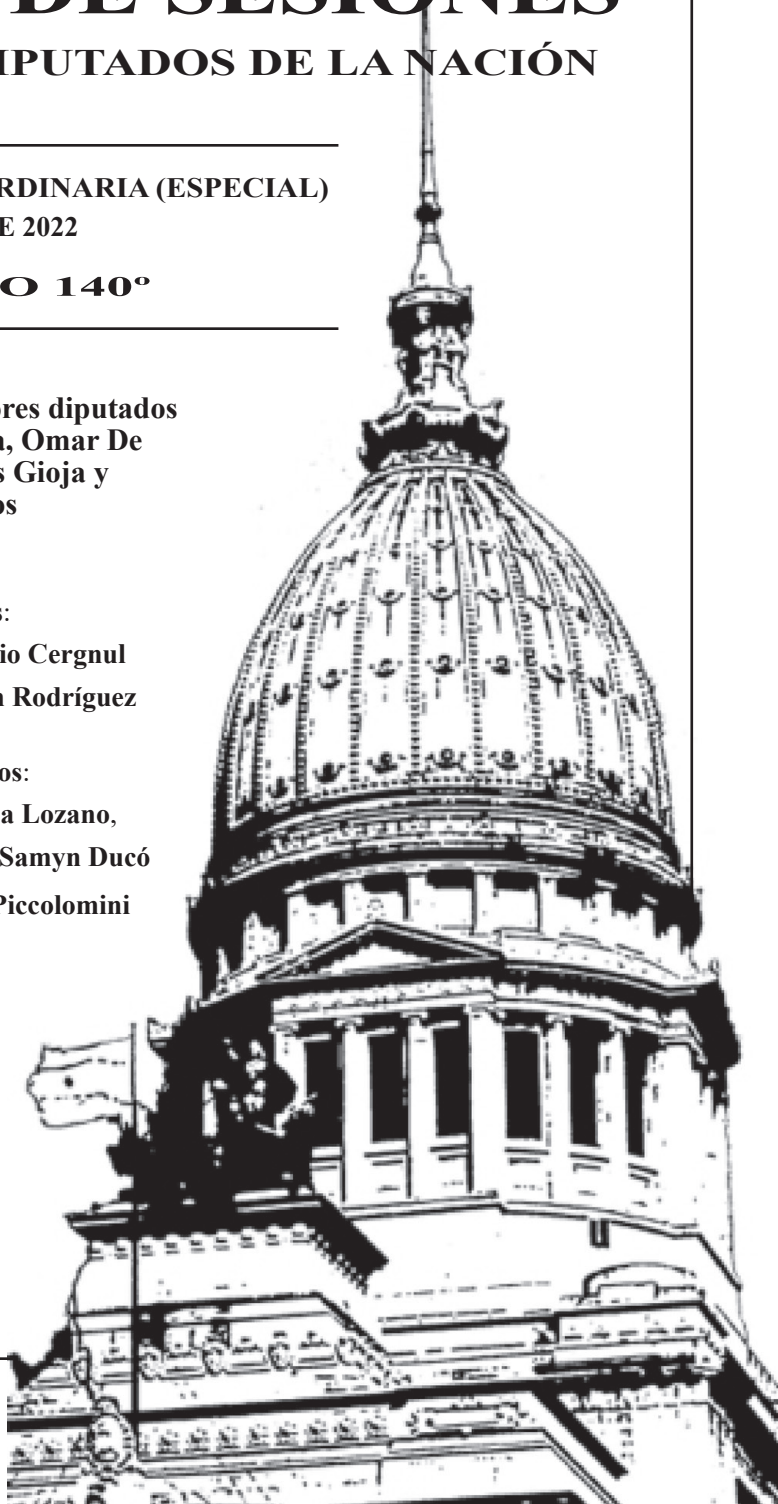 DE SESIONES
IPUTADOS DE LA NACIÓN
RDINARIA (ESPECIAL)
E 2022
O 140º
ores diputados
a, Omar De
s Gioja y
os
s:
io Cergnul
n Rodríguez
os:
a Lozano,
Samyn Ducó
Piccolomini